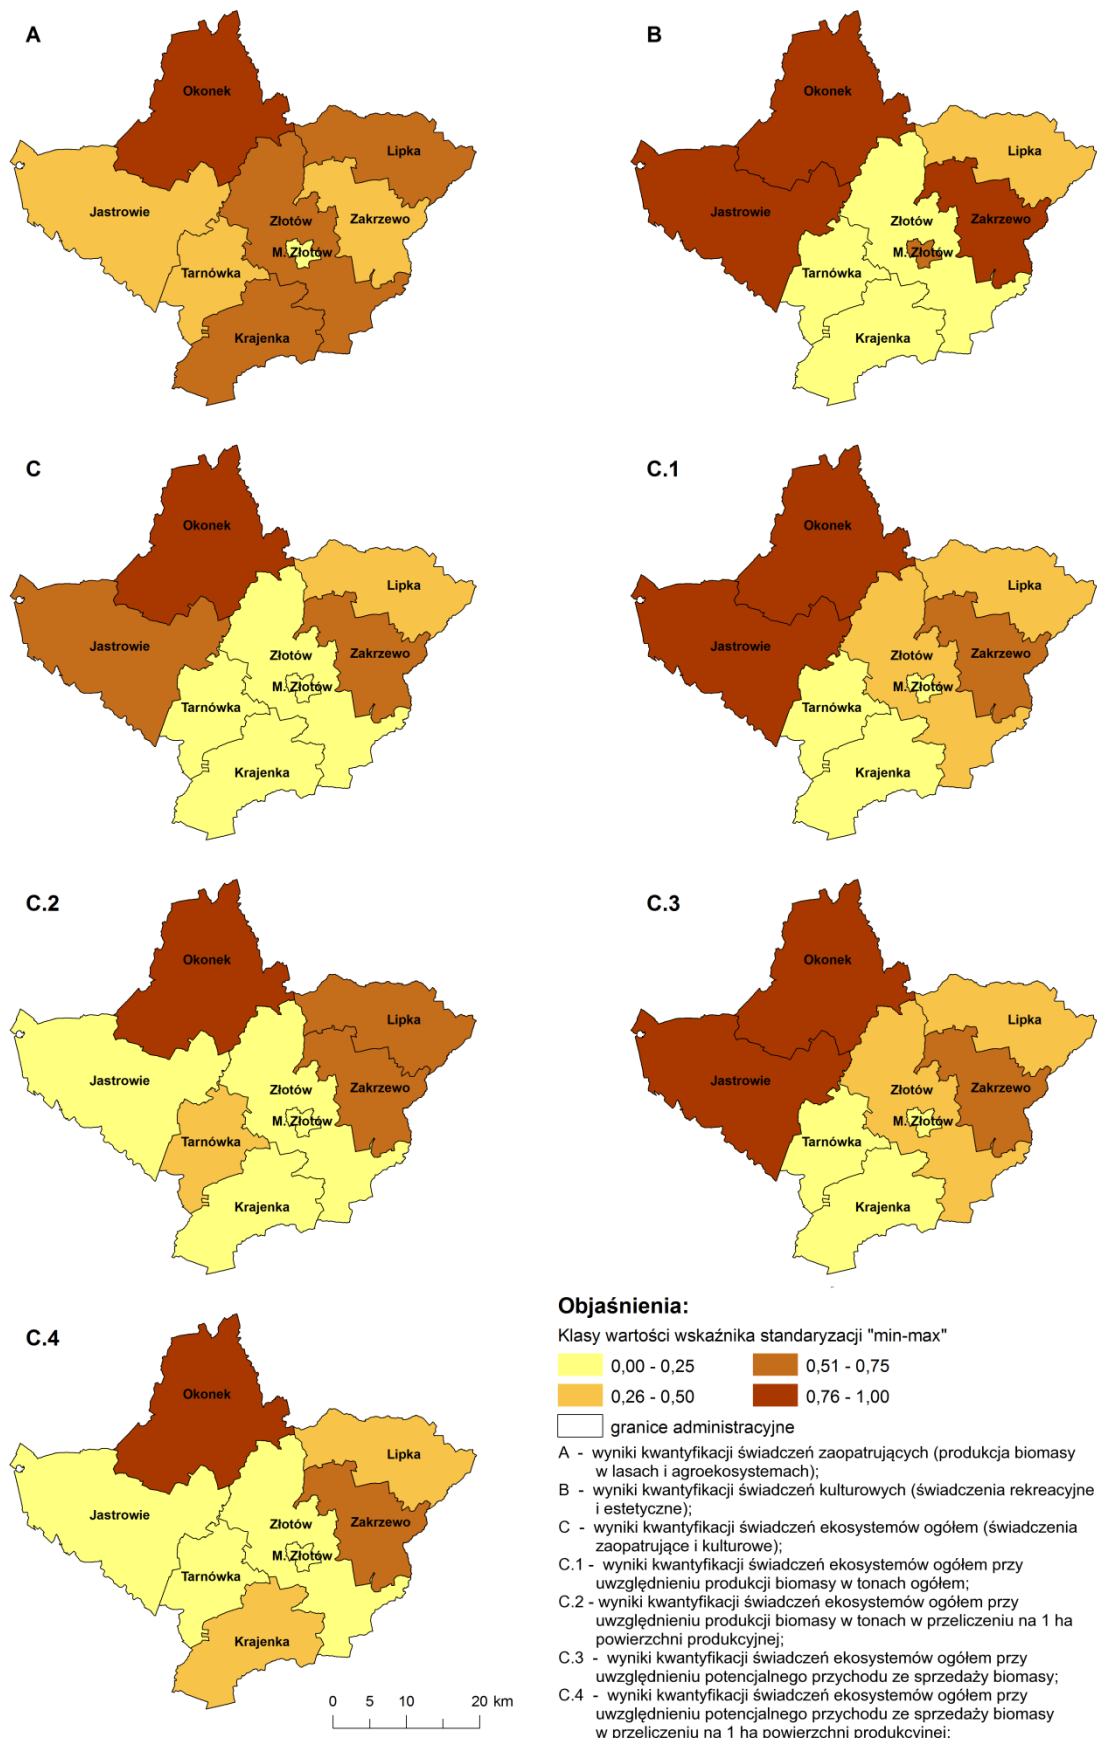 A
Okonek
Lipka
Jastrowie
Złotów
Zakrzewo
M. Złotów
Tarnówka
Krajenka
B
Okonek
Lipka
Jastrowie
Złotów
Zakrzewo
M. Złotów
Tarnówka
Krajenka
C
Okonek
Lipka
Jastrowie
Złotów
Zakrzewo
M. Złotów
Tarnówka
Krajenka
C.1
Okonek
Lipka
Jastrowie
Złotów
Zakrzewo
M. Złotów
Tarnówka
Krajenka
C.2
Okonek
Lipka
Jastrowie
Złotów
Zakrzewo
M. Złotów
Tarnówka
Krajenka
C.3
Okonek
Lipka
Jastrowie
Złotów
Zakrzewo
M. Złotów
Tarnówka
Krajenka
C.4
Okonek
Lipka
Jastrowie
Złotów
Zakrzewo
M. Złotów
Tarnówka
Krajenka
0 5 10 20 km
Objaśnienia:
Klasy wartości wskaźnika standaryzacji "min-max"
0,00 - 0,25
0,51 - 0,75
0,26 - 0,50
0,76 - 1,00
granice administracyjne
A - wyniki kwantyfikacji świadczeń zaopatrujących (produkcja biomasy
w lasach i agroekosystemach);
B - wyniki kwantyfikacji świadczeń kulturowych (świadczenia rekreacyjne
i estetyczne);
C - wyniki kwantyfikacji świadczeń ekosystemów ogółem (świadczenia
zaopatrujące i kulturowe);
C.1 - wyniki kwantyfikacji świadczeń ekosystemów ogółem przy
uwzględnieniu produkcji biomasy w tonach ogółem;
C.2 - wyniki kwantyfikacji świadczeń ekosystemów ogółem przy
uwzględnieniu produkcji biomasy w tonach w przeliczeniu na 1 ha
powierzchni produkcyjnej;
C.3 - wyniki kwantyfikacji świadczeń ekosystemów ogółem przy
uwzględnieniu potencjalnego przychodu ze sprzedaży biomasy;
C.4 - wyniki kwantyfikacji świadczeń ekosystemów ogółem przy
uwzględnieniu potencjalnego przychodu ze sprzedaży biomasy
w przeliczeniu na 1 ha powierzchni produkcyjnej;